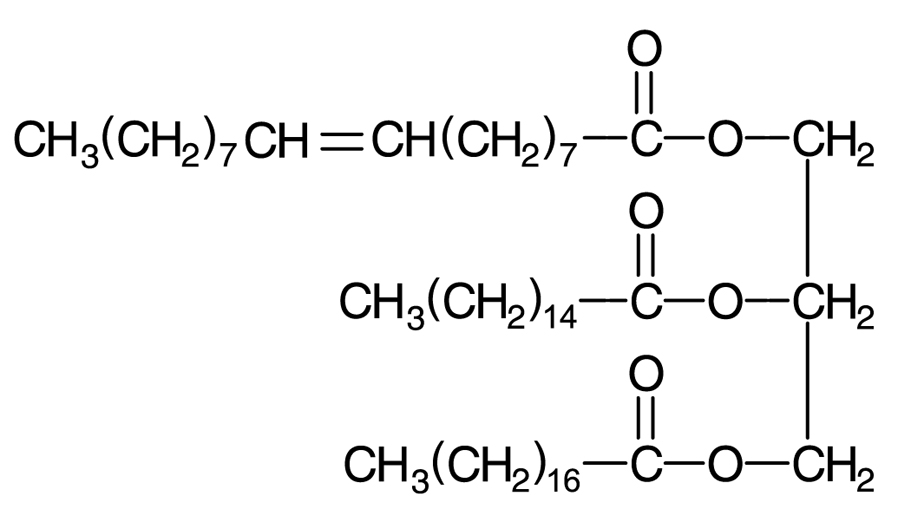 O
CH₃(CH₂)₇CH=CH(CH₂)₇—C—O—CH₂
O
CH₃(CH₂)₁₄—C—O—CH₂
O
CH₃(CH₂)₁₆—C—O—CH₂